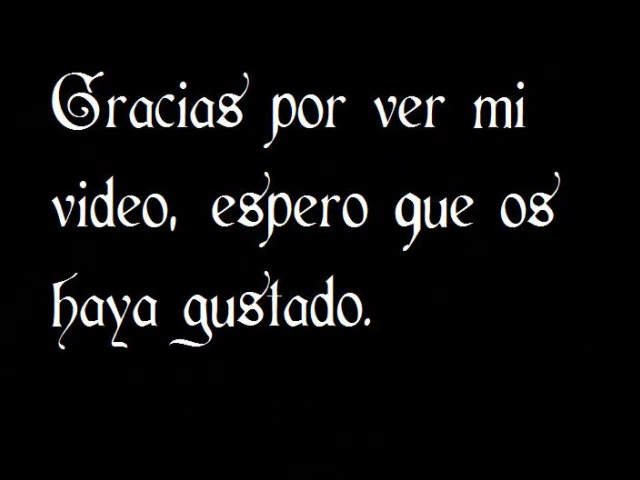 Gracias por ver mi
video, espero que os
haya gustado.